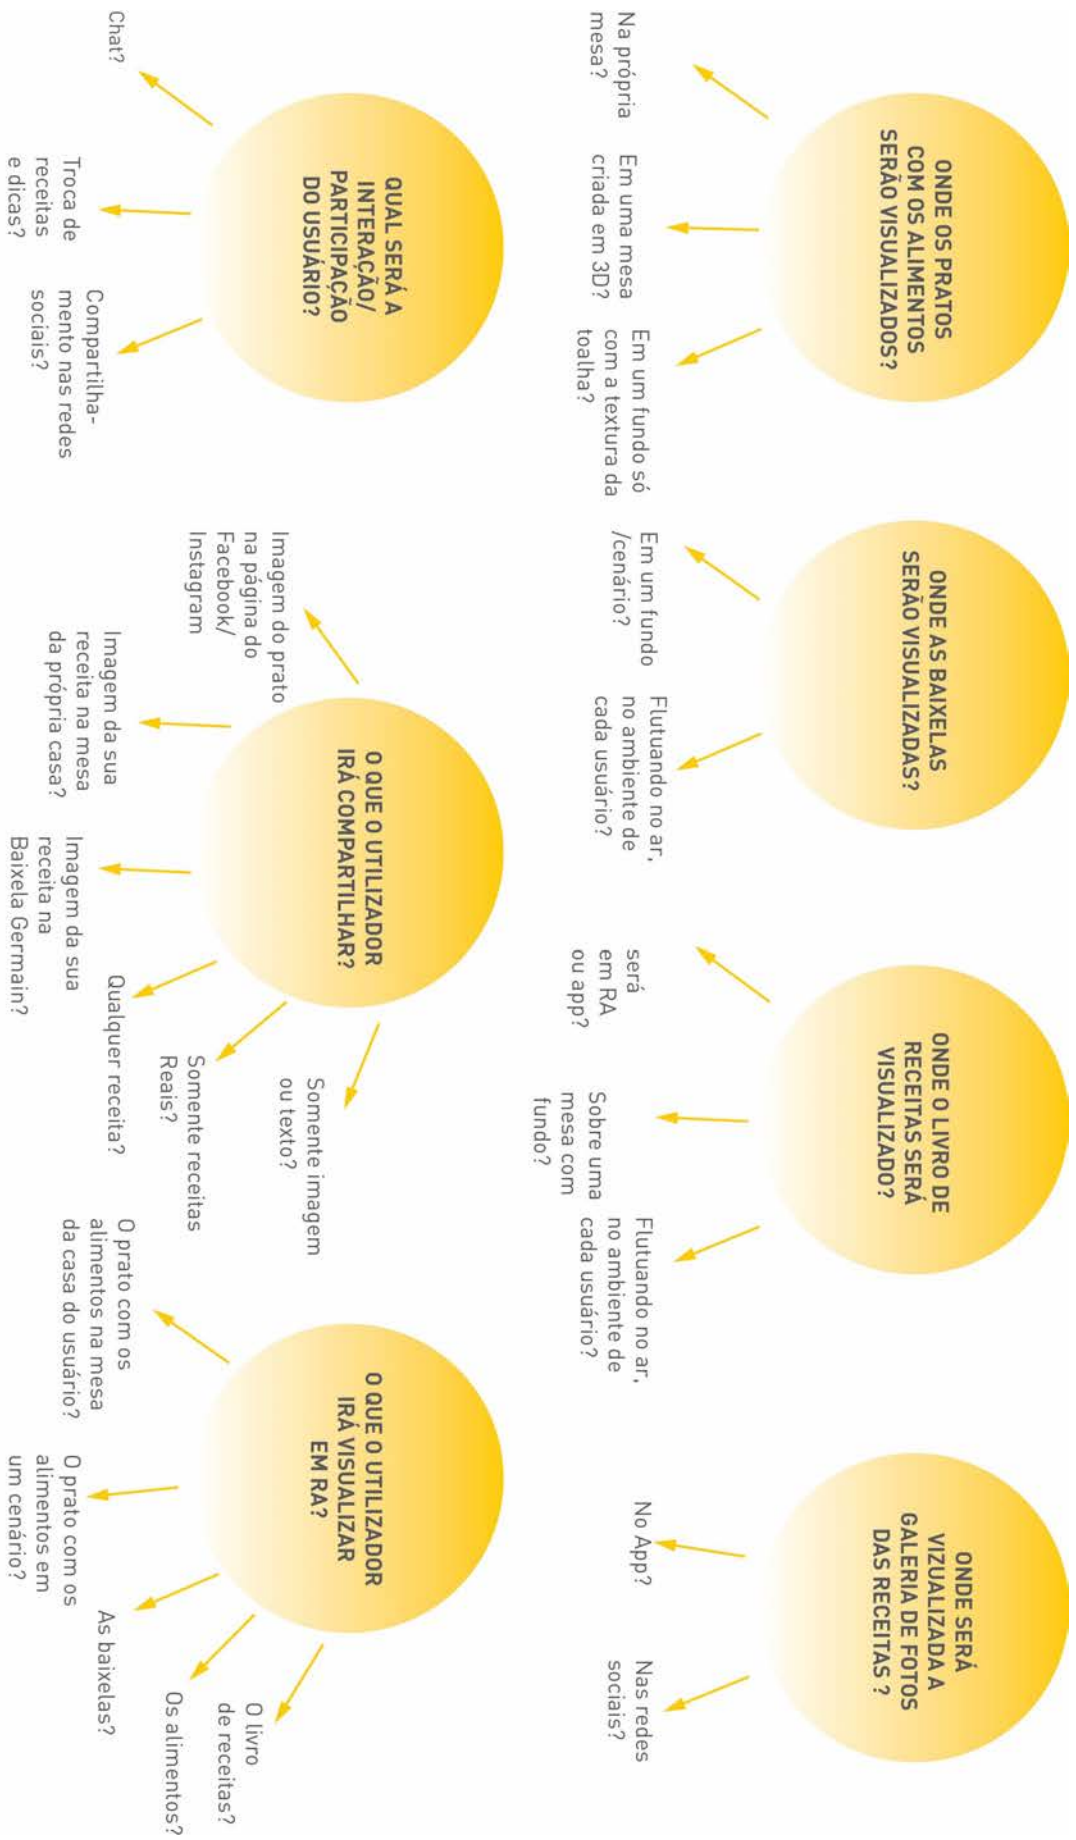 ONDE OS PRATOS
COM OS ALIMENTOS
SERÃO VISUALIZADOS?
Na própria
mesa?
Em uma mesa
criada em 3D?
Em um fundo só
com a textura da
toalha?
ONDE AS BAIXELAS
SERÃO VISUALIZADAS?
Em um fundo
/cenário?
Flutuando no ar,
no ambiente de
cada usuário?
ONDE O LIVRO DE
RECEITAS SERÁ
VISUALIZADO?
será
em RA
ou app?
Sobre uma
mesa com
fundo?
Flutuando no ar,
no ambiente de
cada usuário?
ONDE SERÁ
VIZUALIZADA A
GALERIA DE FOTOS
DAS RECEITAS ?
No App?
Nas redes
sociais?
QUAL SERÁ A
INTERAÇÃO/
PARTICIPAÇÃO
DO USUÁRIO?
Chat?
Troca de
receitas
e dicas?
Compartilha-
mento nas redes
sociais?
O QUE O UTILIZADOR
IRÁ COMPARTILHAR?
Imagem do prato
na página do
Facebook/
Instagram
Imagem da sua
receita na mesa
da própria casa?
Imagem da sua
receita na
Baixela Germain?
Qualquer receita?
Somente receitas
Reais?
Somente imagem
ou texto?
O QUE O UTILIZADOR
IRÁ VISUALIZAR
EM RA?
O prato com os
alimentos na mesa
da casa do usuário?
O prato com os
alimentos em
um cenário?
As baixelas?
Os alimentos?
O livro
de receitas?